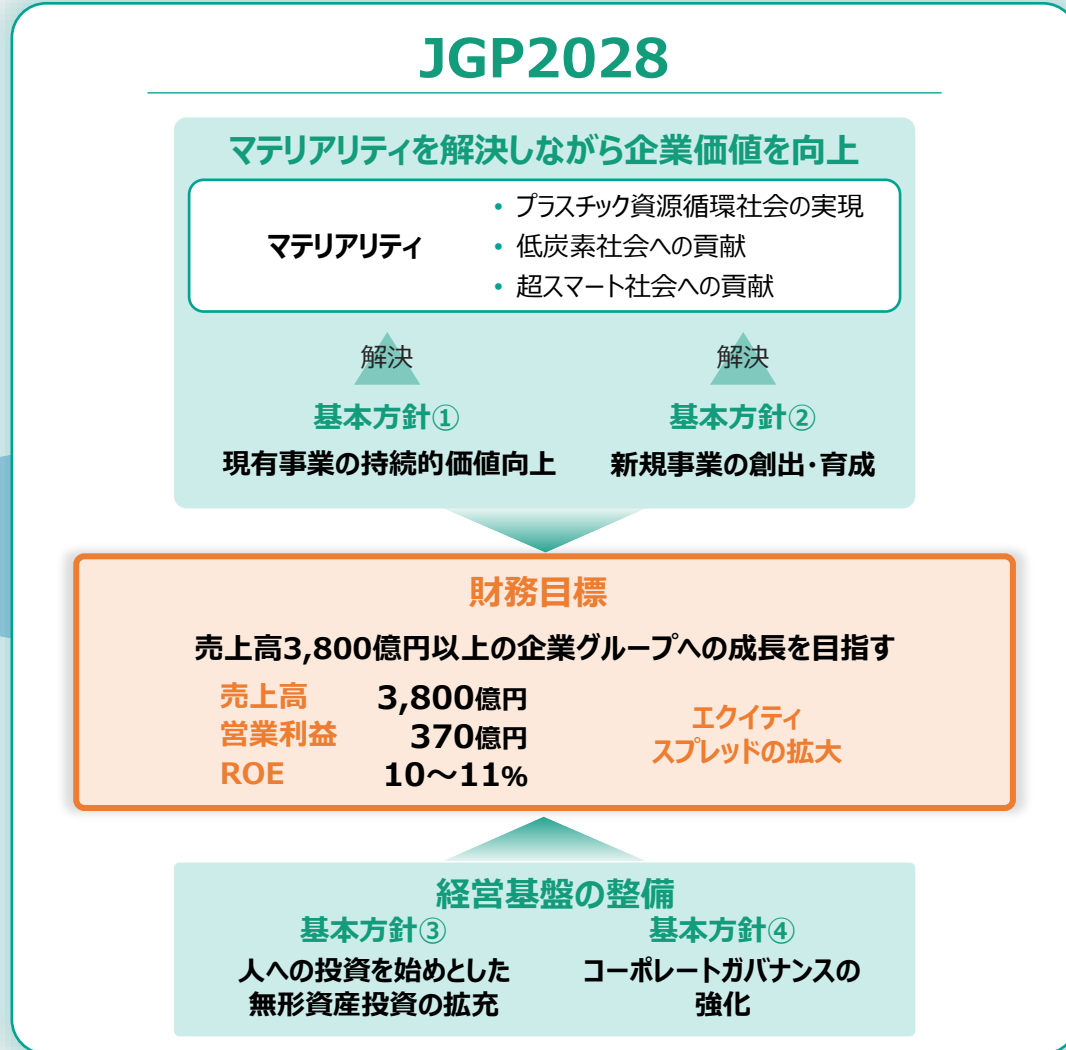 JGP2028
マテリアリティを解決しながら企業価値を向上
マテリアリティ
• プラスチック資源循環社会の実現
• 低炭素社会への貢献
• 超スマート社会への貢献
解決
解決
基本方針①
基本方針②
現有事業の持続的価値向上
新規事業の創出・育成
財務目標
売上高3,800億円以上の企業グループへの成長を目指す
売上高 3,800億円
営業利益 370億円
ROE 10～11%
エクイティ
スプレッドの拡大
経営基盤の整備
基本方針③
人への投資を始めとした
無形資産投資の拡充
基本方針④
コーポレートガバナンスの
強化